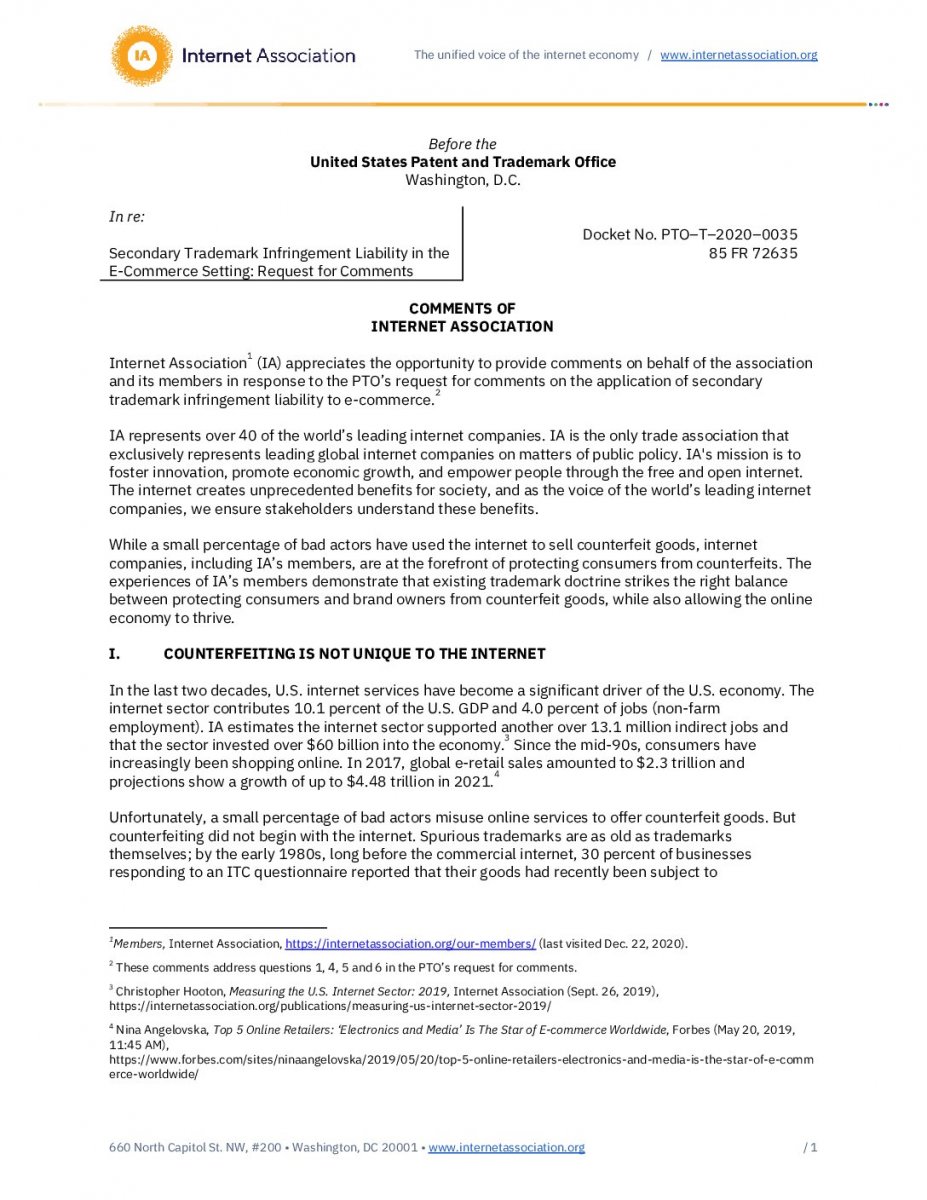 IA Internet Association
The unified voice of the internet economy / www.internetassociation.org
Before the
United States Patent and Trademark Office
Washington, D.C.
In re:
Secondary Trademark Infringement Liability in the
E-Commerce Setting: Request for Comments
Docket No. PTO–T–2020–0035
85 FR 72635
COMMENTS OF
INTERNET ASSOCIATION
Internet Association1 (IA) appreciates the opportunity to provide comments on behalf of the association
and its members in response to the PTO's request for comments on the application of secondary
trademark infringement liability to e-commerce.2
IA represents over 40 of the world's leading internet companies. IA is the only trade association that
exclusively represents leading global internet companies on matters of public policy. IA's mission is to
foster innovation, promote economic growth, and empower people through the free and open internet.
The internet creates unprecedented benefits for society, and as the voice of the world's leading internet
companies, we ensure stakeholders understand these benefits.
While a small percentage of bad actors have used the internet to sell counterfeit goods, internet
companies, including IA's members, are at the forefront of protecting consumers from counterfeits. The
experiences of IA's members demonstrate that existing trademark doctrine strikes the right balance
between protecting consumers and brand owners from counterfeit goods, while also allowing the online
economy to thrive.
I. COUNTERFEITING IS NOT UNIQUE TO THE INTERNET
In the last two decades, U.S. internet services have become a significant driver of the U.S. economy. The
internet sector contributes 10.1 percent of the U.S. GDP and 4.0 percent of jobs (non-farm
employment). IA estimates the internet sector supported another over 13.1 million indirect jobs and
that the sector invested over $60 billion into the economy.3 Since the mid-90s, consumers have
increasingly been shopping online. In 2017, global e-retail sales amounted to $2.3 trillion and
projections show a growth of up to $4.48 trillion in 2021.4
Unfortunately, a small percentage of bad actors misuse online services to offer counterfeit goods. But
counterfeiting did not begin with the internet. Spurious trademarks are as old as trademarks
themselves; by the early 1980s, long before the commercial internet, 30 percent of businesses
responding to an ITC questionnaire reported that their goods had recently been subject to
1Members, Internet Association, https://internetassociation.org/our-members/ (last visited Dec. 22, 2020).
2 These comments address questions 1, 4, 5 and 6 in the PTO's request for comments.
3 Christopher Hooton, Measuring the U.S. Internet Sector: 2019, Internet Association (Sept. 26, 2019),
https://internetassociation.org/publications/measuring-us-internet-sector-2019/
4 Nina Angelovska, Top 5 Online Retailers: 'Electronics and Media' Is The Star of E-commerce Worldwide, Forbes (May 20, 2019,
11:45 AM),
https://www.forbes.com/sites/ninaangelovska/2019/05/20/top-5-online-retailers-electronics-and-media-is-the-star-of-e-comm
erce-worldwide/
660 North Capitol St. NW, #200 • Washington, DC 20001 • www.internetassociation.org
/ 1